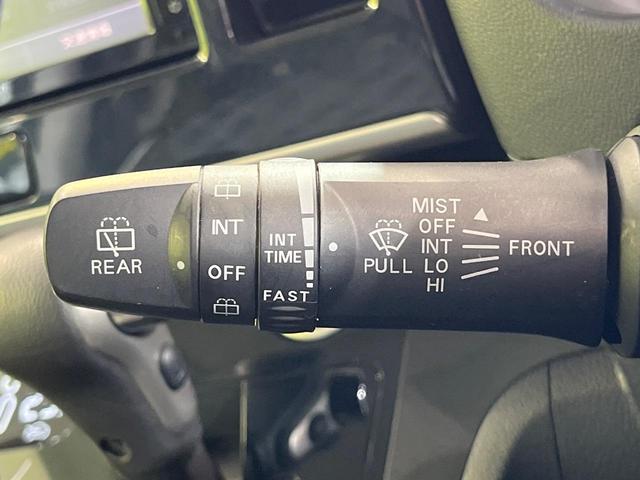 REAR
INT
OFF
INT
TIME
FAST
PULL
MIST
OFF
INT
LO
HI
FRONT